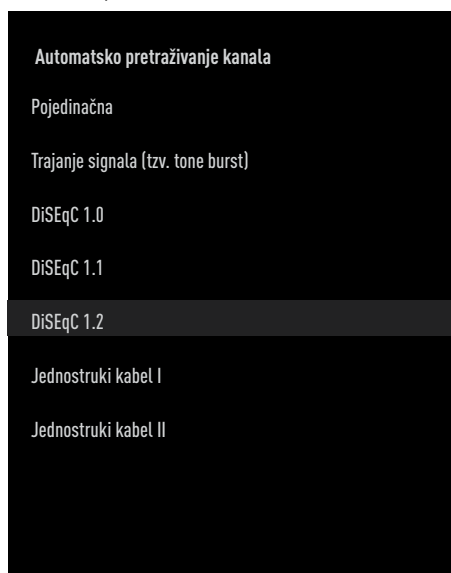 Automatsko pretraživanje kanala
Pojedinačna
Trajanje signala (tzv. tone burst)
DiSEqC 1.0
DiSEqC 1.1
DiSEqC 1.2
Jednostruki kabel I
Jednostruki kabel II